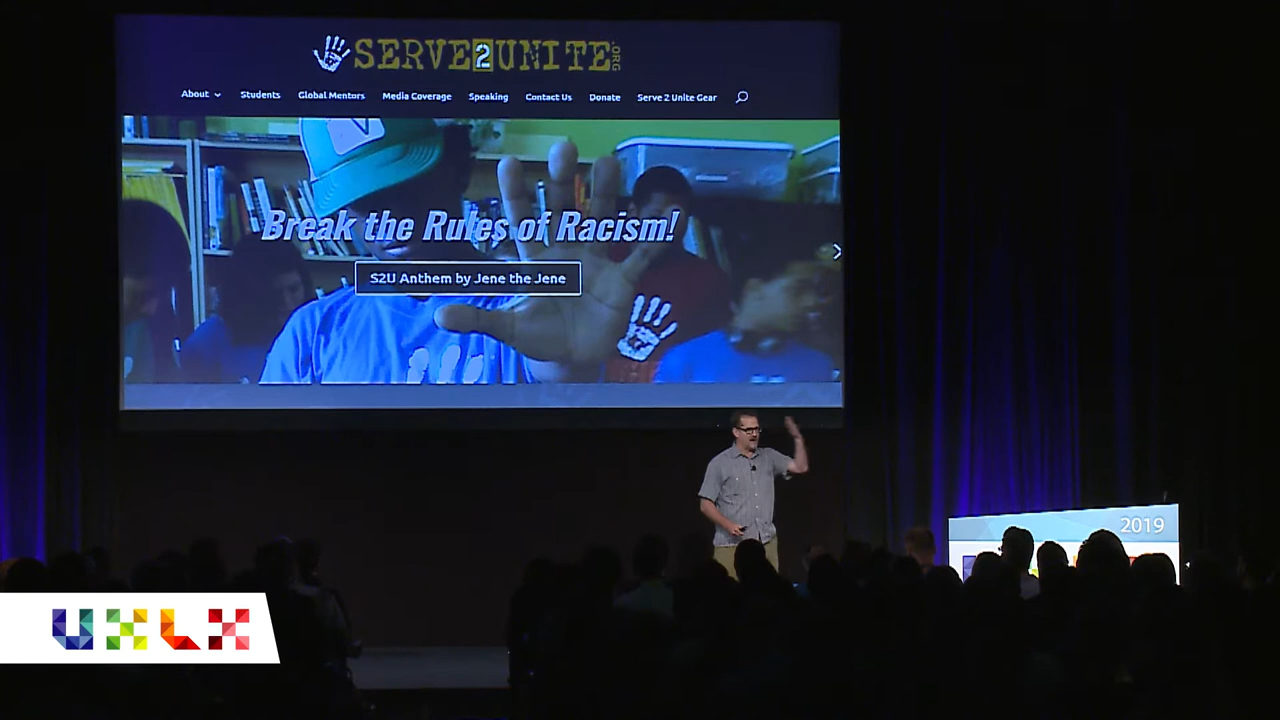 SERVE2UNITE.ORG
About Students Global Mentors Media Coverage Speaking Contact Us Donate Serve 2 Unite Gear
V
Break the Rules of Racism!
S2U Anthem by Jene the Jene
2019
UXLX